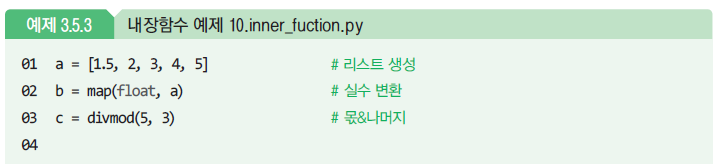 예제 3.5.3 내장함수 예제 10.inner_fuction.py
01 a = [1.5, 2, 3, 4, 5] # 리스트 생성
02 b = map(float, a) # 실수 변환
03 c = divmod(5, 3) # 몫&나머지
04